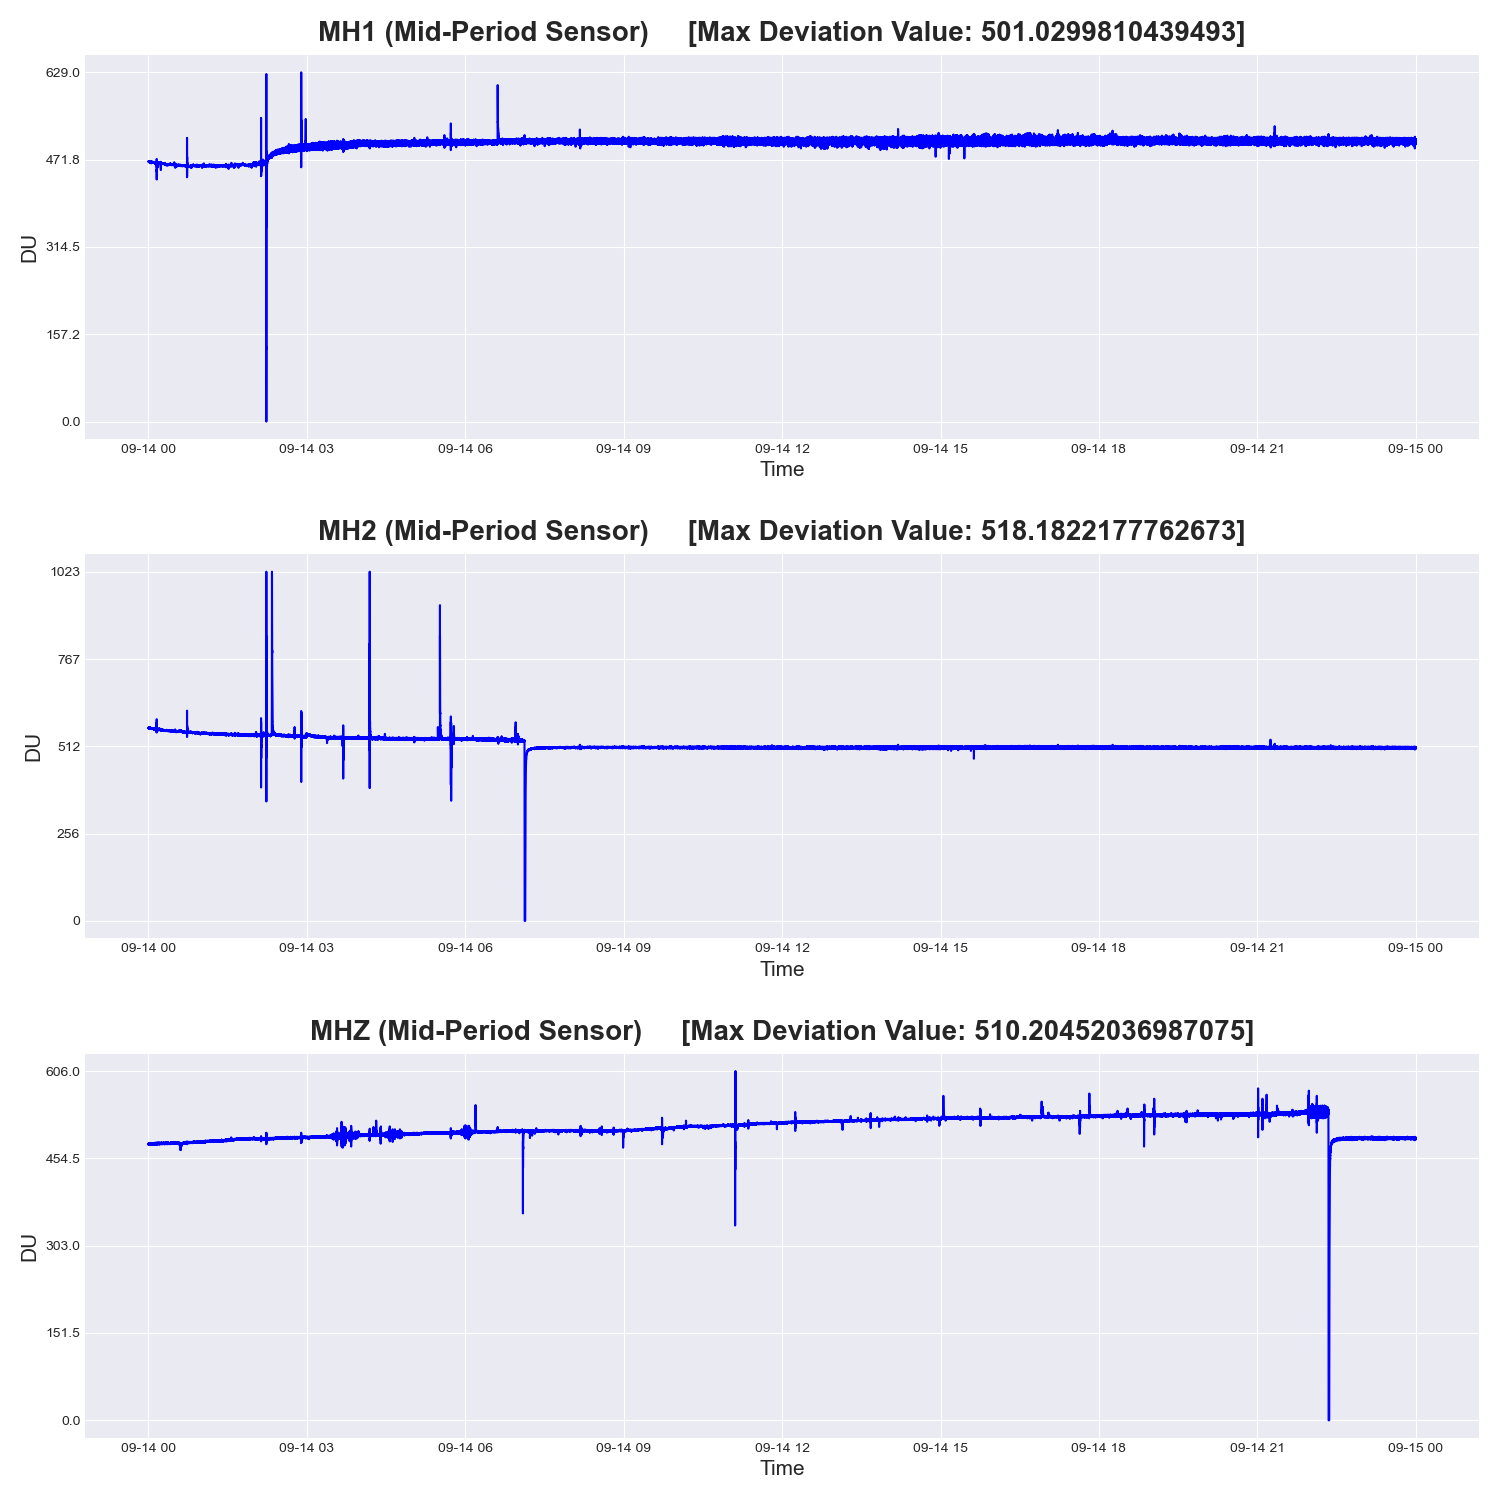 MH1 (Mid-Period Sensor) [Max Deviation Value: 501.0299810439493]
629.0
471.8
314.5
157.2
0.0
DU
09-14 00 09-14 03 09-14 06 09-14 09 09-14 12 09-14 15 09-14 18 09-14 21 09-15 00
Time
MH2 (Mid-Period Sensor) [Max Deviation Value: 518.1822177762673]
1023
767
512
256
0
DU
09-14 00 09-14 03 09-14 06 09-14 09 09-14 12 09-14 15 09-14 18 09-14 21 09-15 00
Time
MHZ (Mid-Period Sensor) [Max Deviation Value: 510.20452036987075]
606.0
454.5
303.0
151.5
0.0
DU
09-14 00 09-14 03 09-14 06 09-14 09 09-14 12 09-14 15 09-14 18 09-14 21 09-15 00
Time